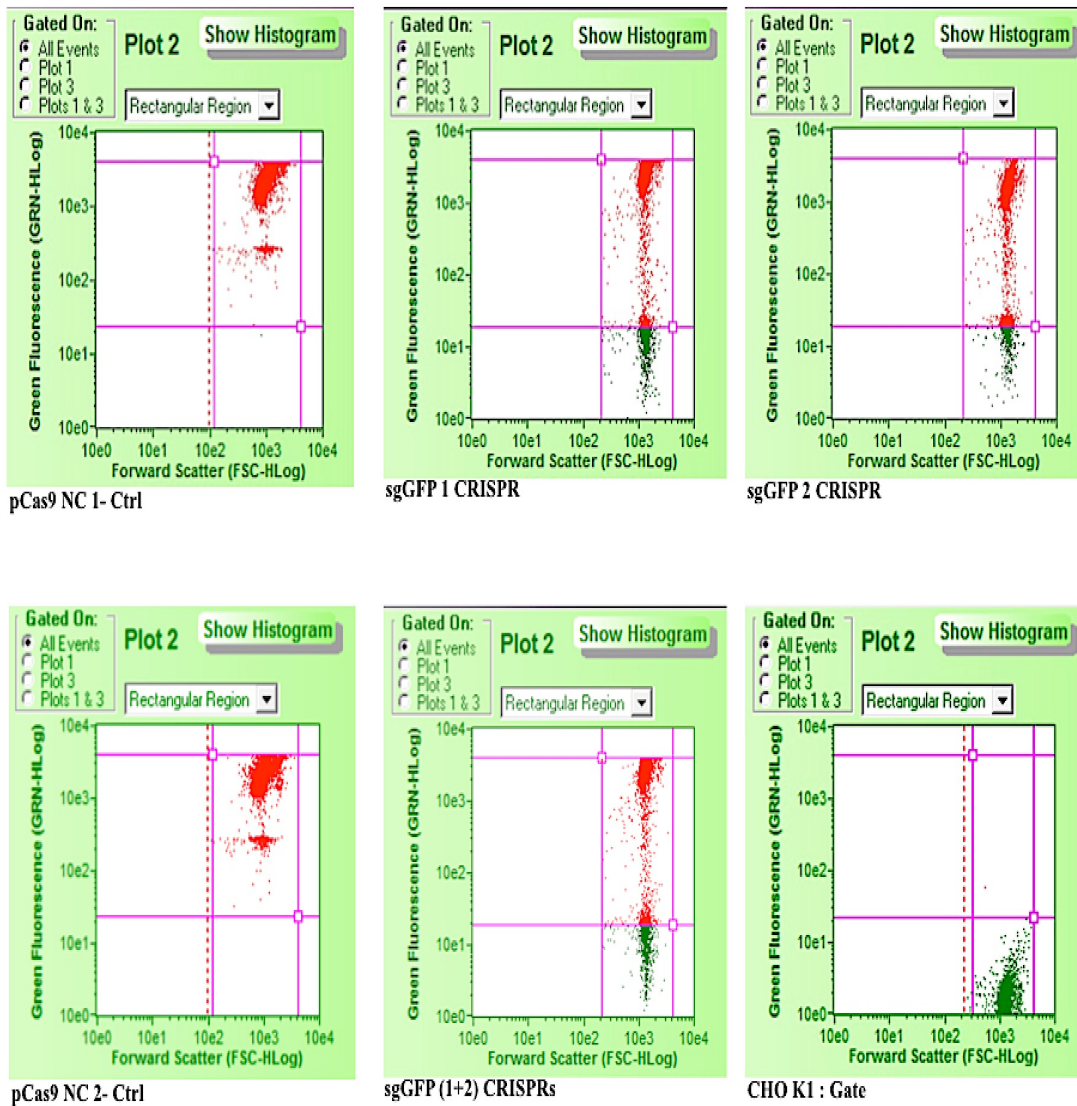 Gated On:
All Events
Plot 1
Plot 3
Plots 1 & 3
Plot 2
Show Histogram
Rectangular Region
Green Fluorescence (GRN-HLog)
10e4
10e3
10e2
10e1
10e0
10e0 10e1 10e2 10e3 10e4
Forward Scatter (FSC-HLog)
pCas9 NC 1- Ctrl
Gated On:
All Events
Plot 1
Plot 3
Plots 1 & 3
Plot 2
Show Histogram
Rectangular Region
Green Fluorescence (GRN-HLog)
10e4
10e3
10e2
10e1
10e0
10e0 10e1 10e2 10e3 10e4
Forward Scatter (FSC-HLog)
sgGFP 1 CRISPR
Gated On:
All Events
Plot 1
Plot 3
Plots 1 & 3
Plot 2
Show Histogram
Rectangular Region
Green Fluorescence (GRN-HLog)
10e4
10e3
10e2
10e1
10e0
10e0 10e1 10e2 10e3 10e4
Forward Scatter (FSC-HLog)
sgGFP 2 CRISPR
Gated On:
All Events
Plot 1
Plot 3
Plots 1 & 3
Plot 2
Show Histogram
Rectangular Region
Green Fluorescence (GRN-HLog)
10e4
10e3
10e2
10e1
10e0
10e0 10e1 10e2 10e3 10e4
Forward Scatter (FSC-HLog)
pCas9 NC 2- Ctrl
Gated On:
All Events
Plot 1
Plot 3
Plots 1 & 3
Plot 2
Show Histogram
Rectangular Region
Green Fluorescence (GRN-HLog)
10e4
10e3
10e2
10e1
10e0
10e0 10e1 10e2 10e3 10e4
Forward Scatter (FSC-HLog)
sgGFP (1+2) CRISPRs
Gated On:
All Events
Plot 1
Plot 3
Plots 1 & 3
Plot 2
Show Histogram
Rectangular Region
Green Fluorescence (GRN-HLog)
10e4
10e3
10e2
10e1
10e0
10e0 10e1 10e2 10e3 10e4
Forward Scatter (FSC-HLog)
CHO K1 : Gate